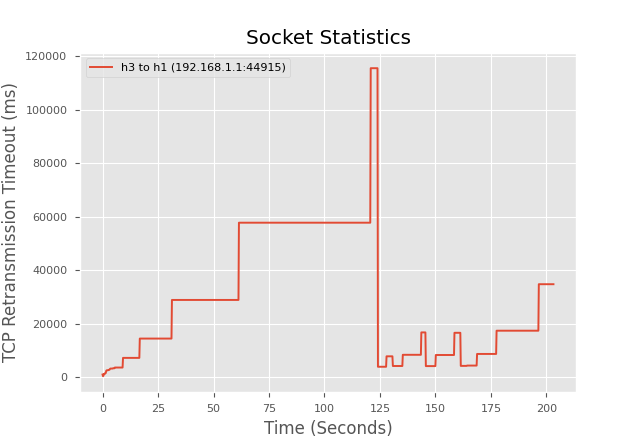 Socket Statistics
h3 to h1 (192.168.1.1:44915)
TCP Retransmission Timeout (ms)
120000
100000
80000
60000
40000
20000
0
0 25 50 75 100 125 150 175 200
Time (Seconds)